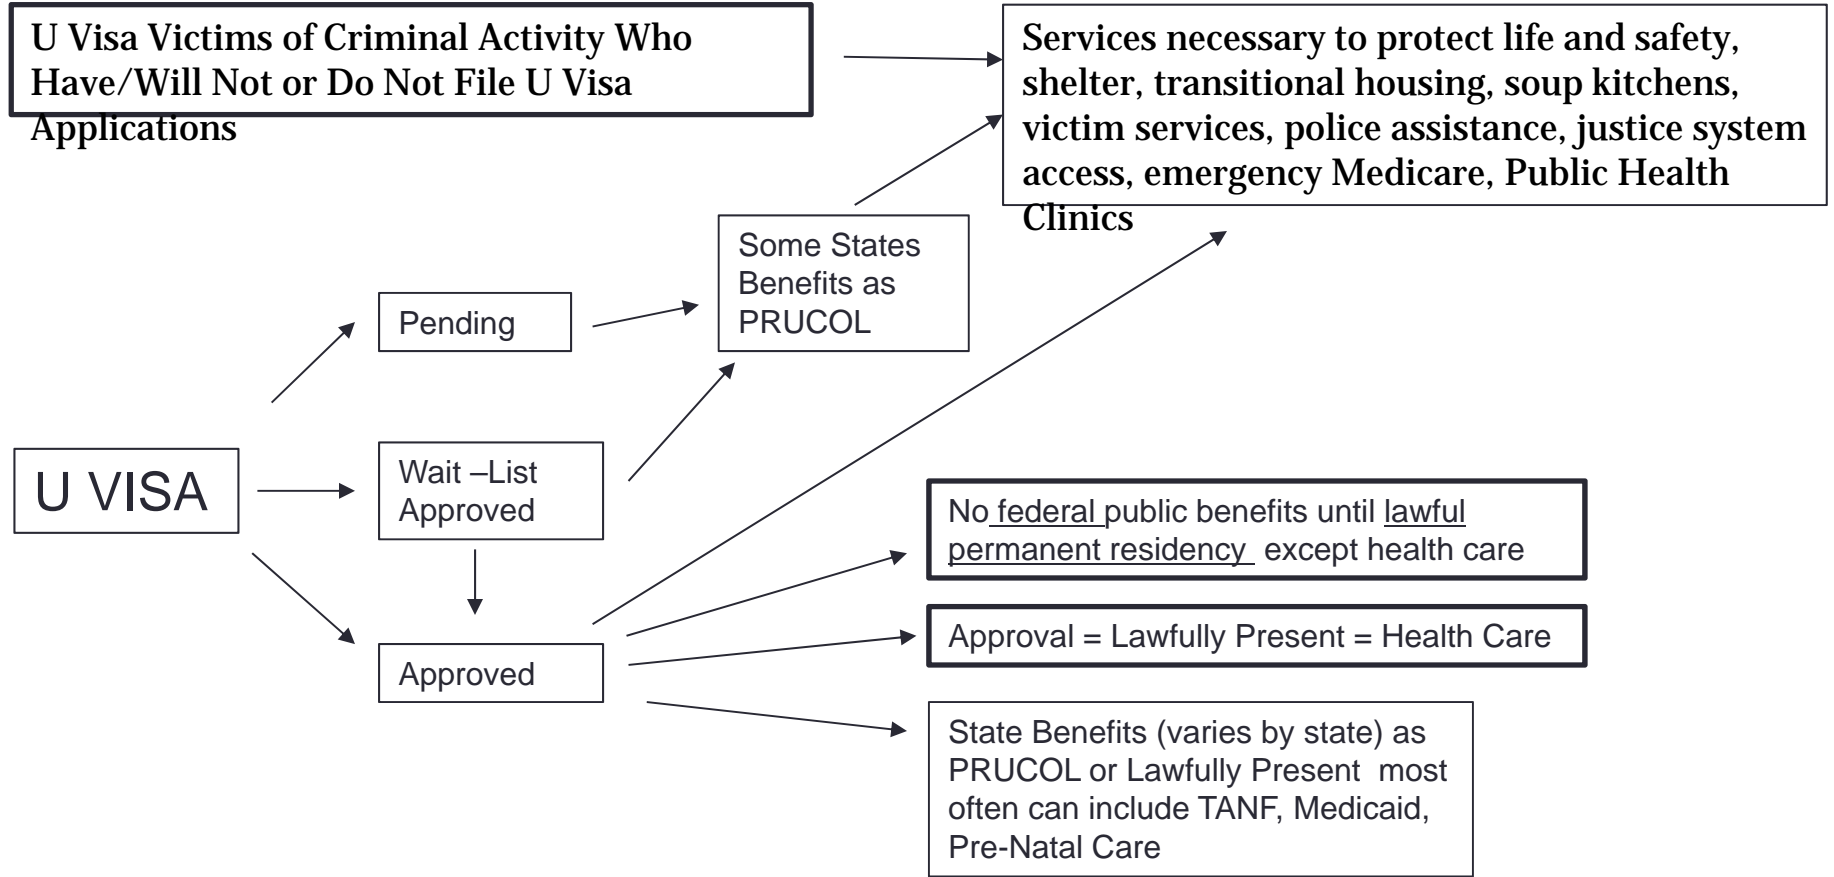 U Visa Victims of Criminal Activity Who
Have/Will Not or Do Not File U Visa
Applications
Services necessary to protect life and safety,
shelter, transitional housing, soup kitchens,
victim services, police assistance, justice system
access, emergency Medicare, Public Health
Clinics
Some States
Benefits as
PRUCOL
Pending
U VISA
Wait –List
Approved
Approved
No federal public benefits until lawful
permanent residency except health care
Approval = Lawfully Present = Health Care
State Benefits (varies by state) as
PRUCOL or Lawfully Present most
often can include TANF, Medicaid,
Pre-Natal Care